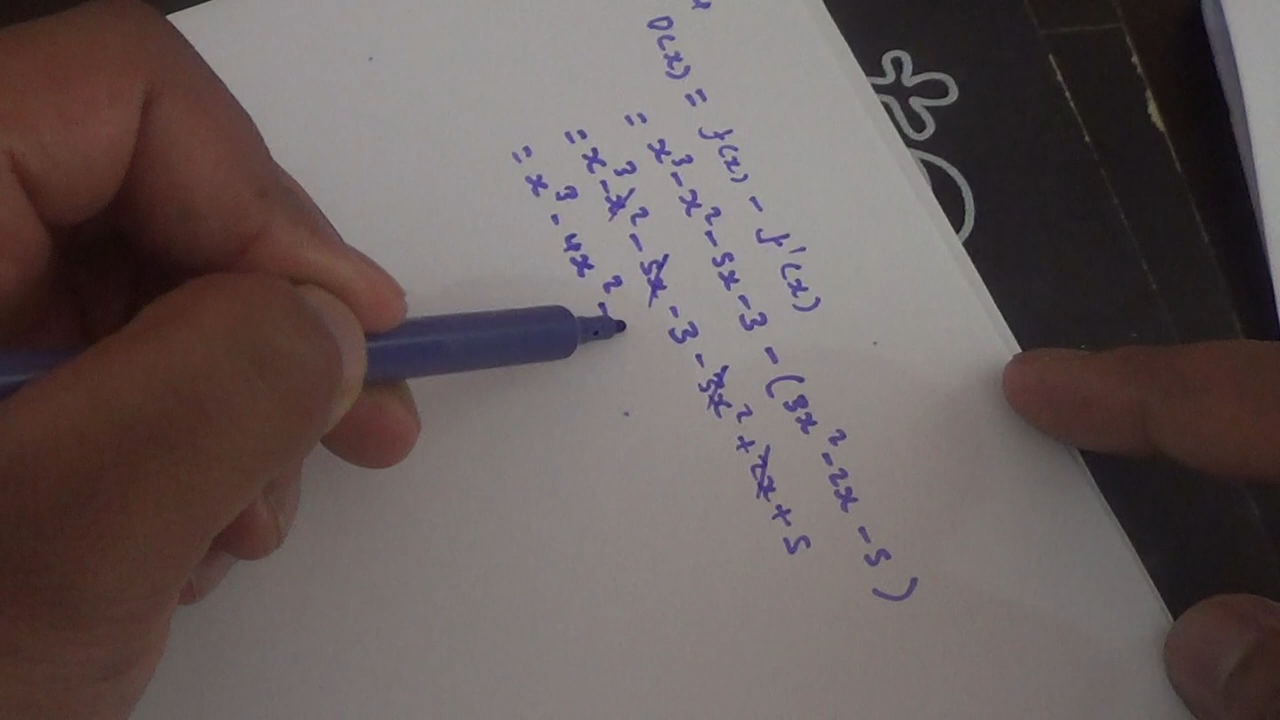 D(x) = f(x) - f'(x)
= x³ - x² - 5x - 3 - (3x² - 2x - 5)
= x³ - x² - 5x - 3 - 3x² + 2x + 5
= x³ - 4x² -